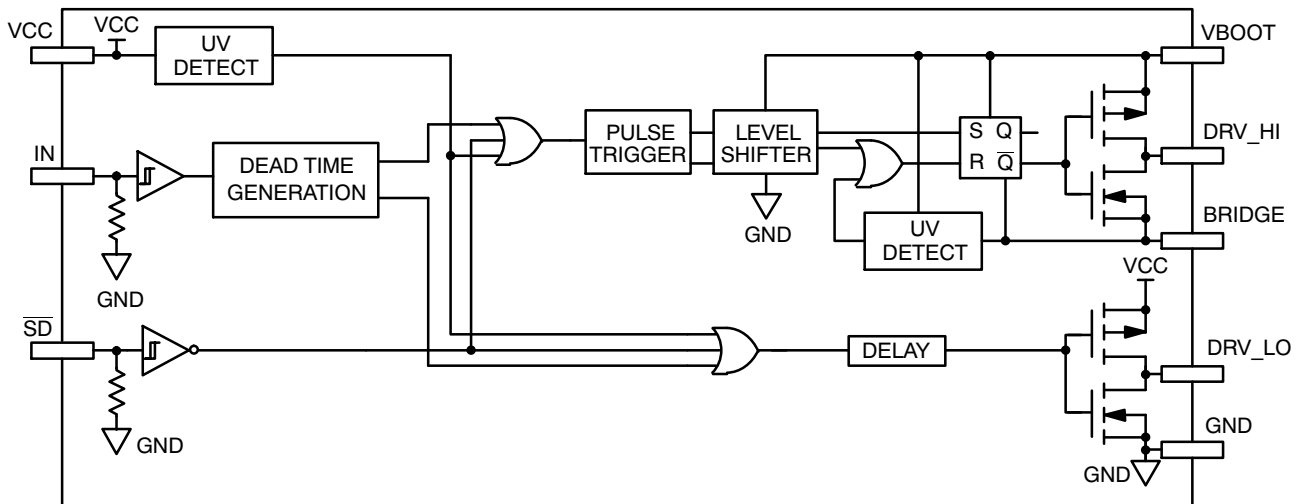 VCC
VCC
UV
DETECT
VBOOT
IN
DEAD TIME
GENERATION
PULSE
TRIGGER
LEVEL
SHIFTER
S Q
R Q̅
DRV_HI
GND
GND
UV
DETECT
BRIDGE
VCC
S̅D̅
DELAY
DRV_LO
GND
GND
GND